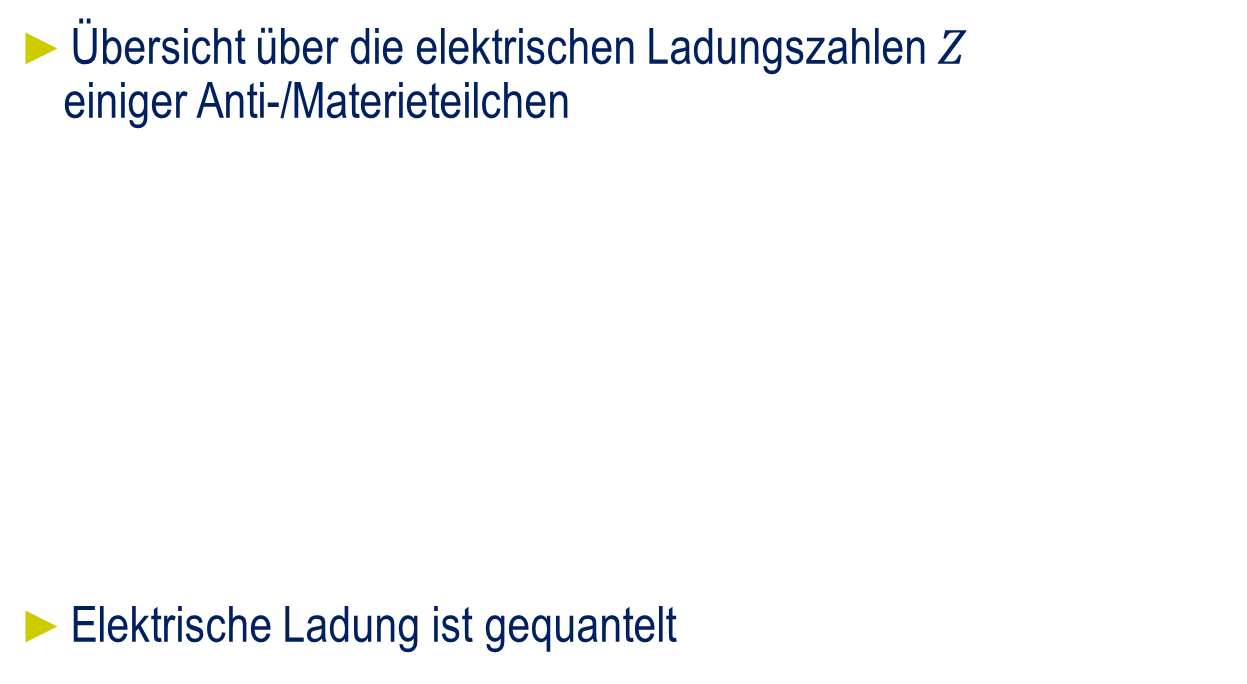 ► Übersicht über die elektrischen Ladungszahlen Z
einiger Anti-/Materieteilchen
► Elektrische Ladung ist gequantelt